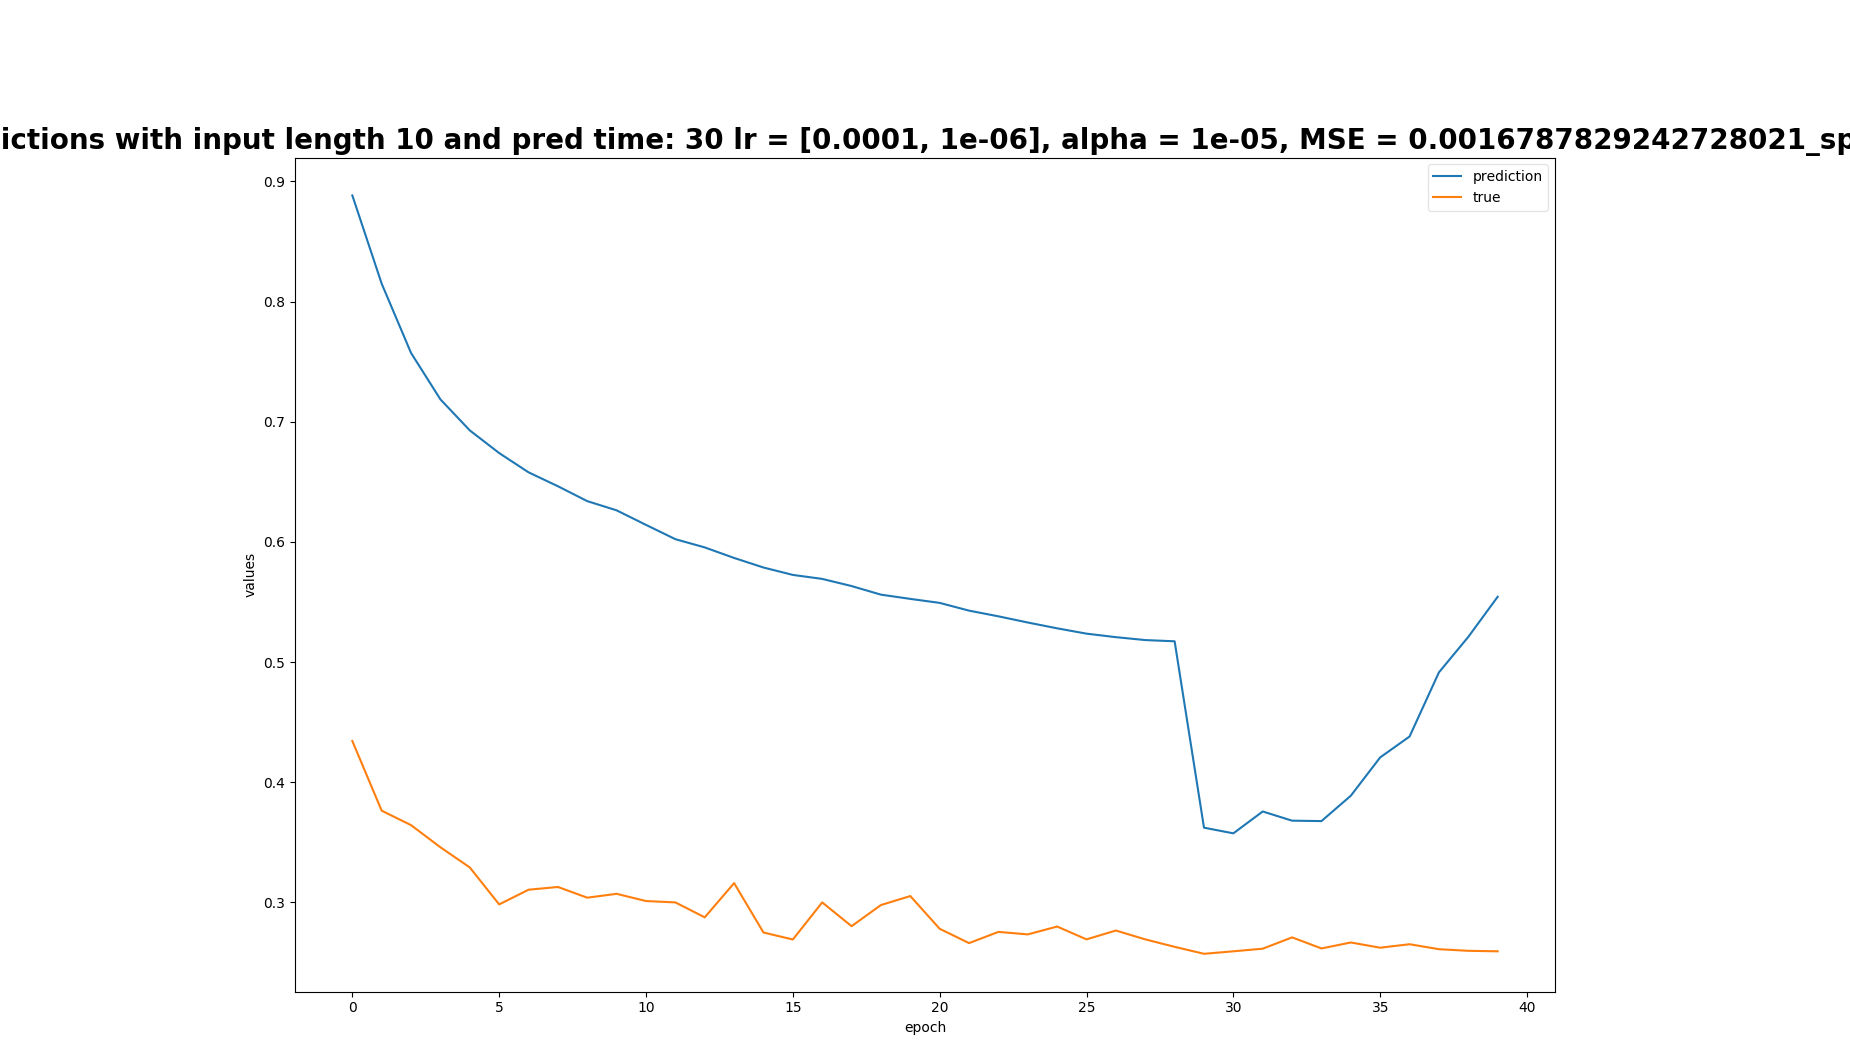 ictions with input length 10 and pred time: 30 lr = [0.0001, 1e-06], alpha = 1e-05, MSE = 0.0016787829242728021_sp
prediction
true
0.9
0.8
0.7
0.6
0.5
0.4
0.3
values
0 5 10 15 20 25 30 35 40
epoch